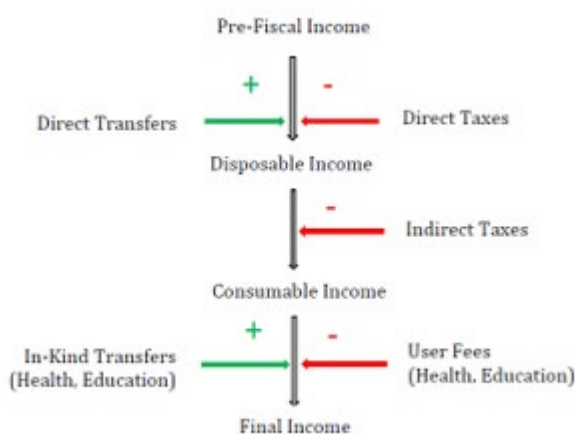 Pre-Fiscal Income
+ -
Direct Transfers Direct Taxes
Disposable Income
-
Indirect Taxes
Consumable Income
+ -
In-Kind Transfers User Fees
(Health, Education) (Health, Education)
Final Income